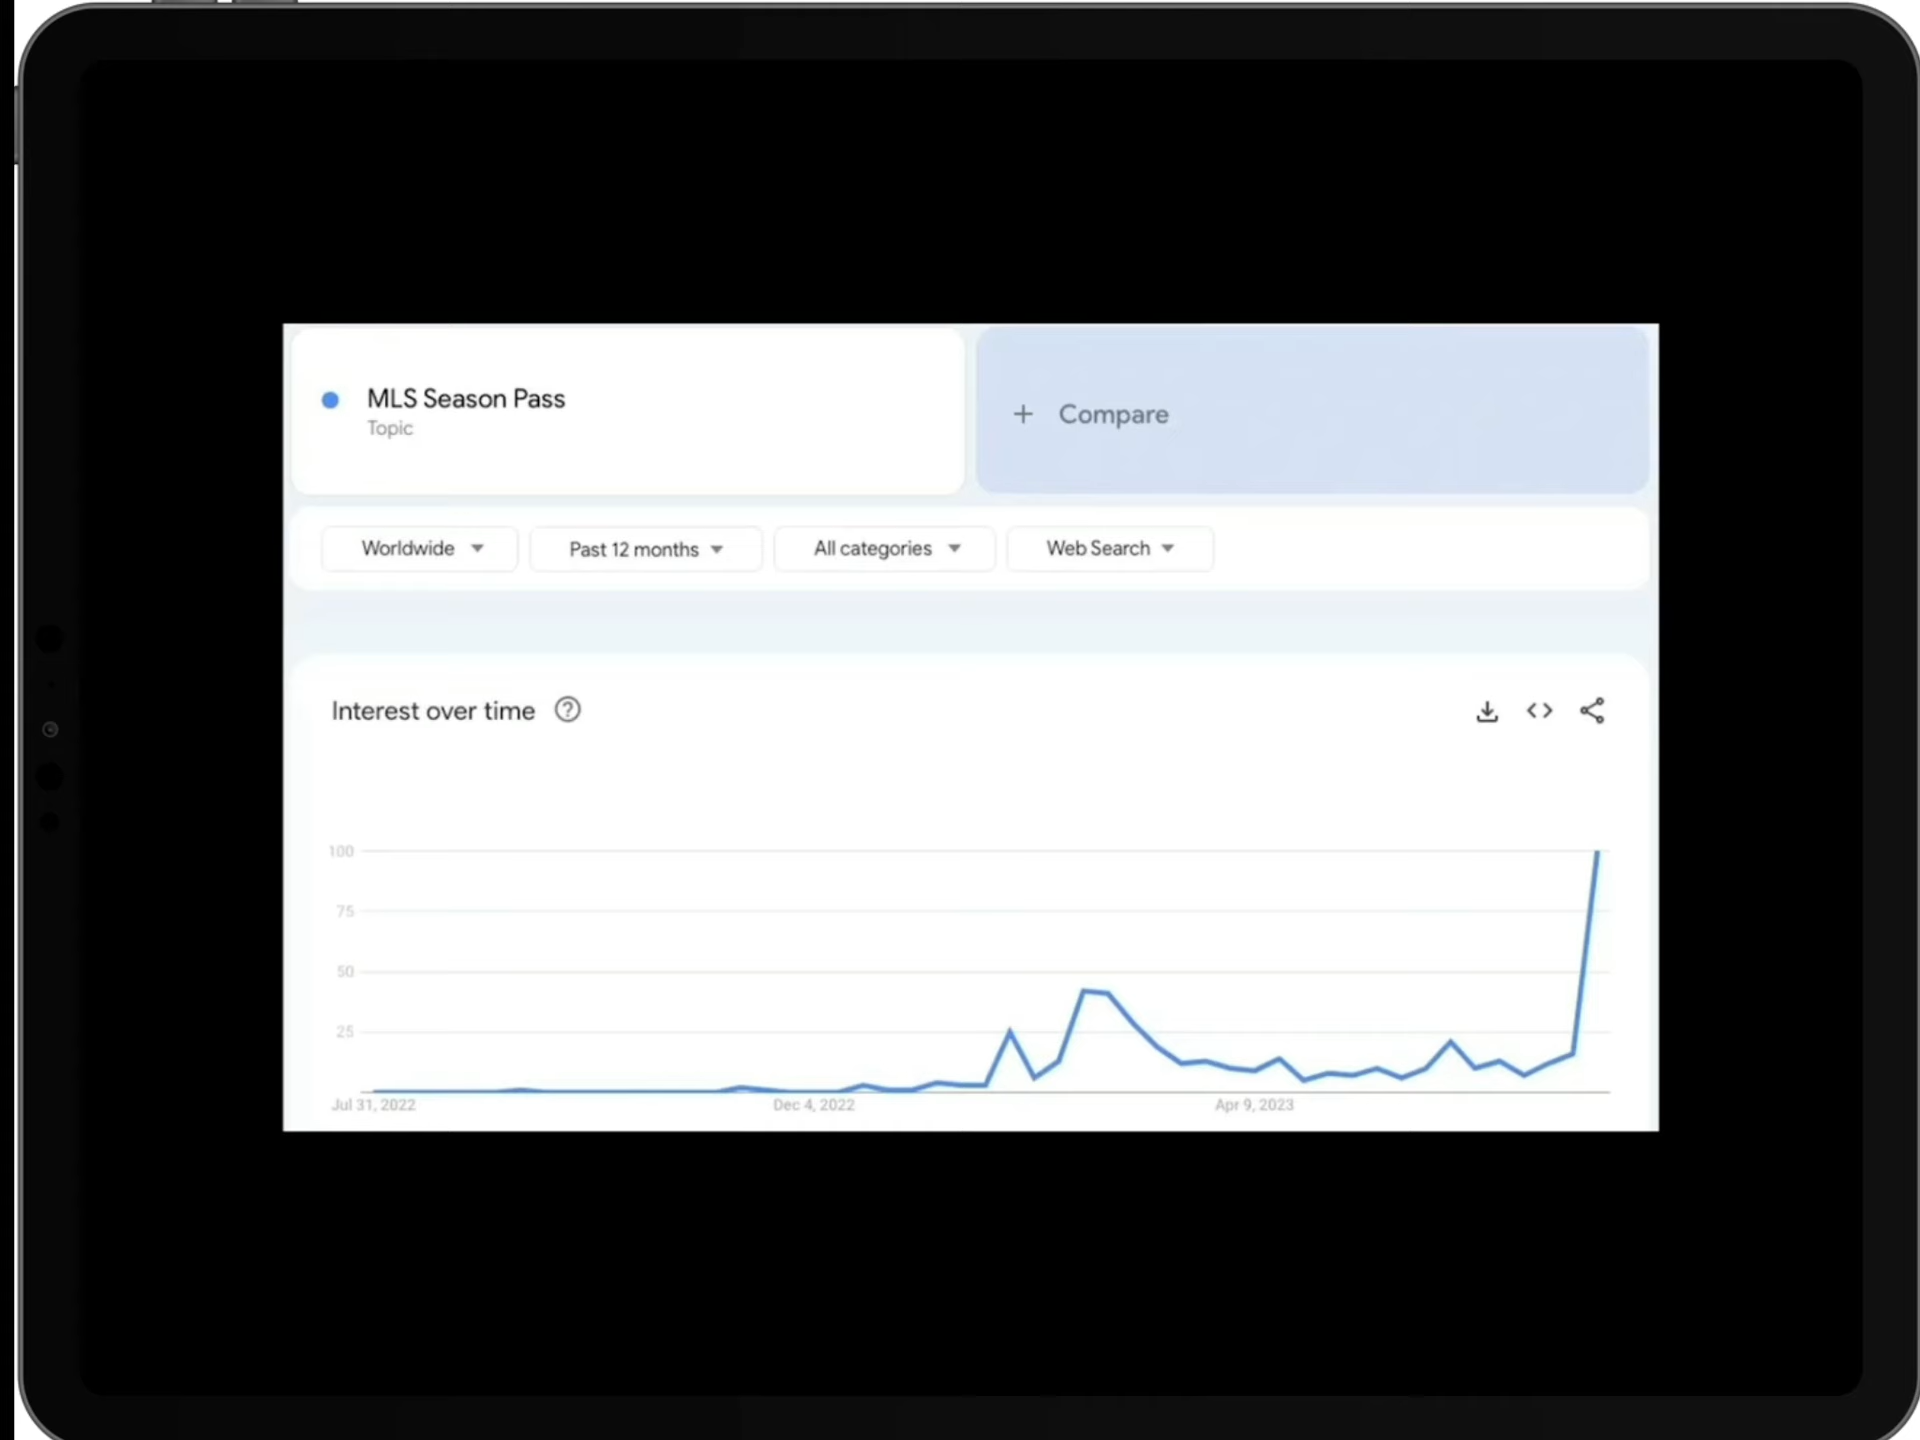 MLS Season Pass
Topic
+ Compare
Worldwide
Past 12 months
All categories
Web Search
Interest over time ?
100
75
50
25
Jul 31, 2022
Dec 4, 2022
Apr 9, 2023